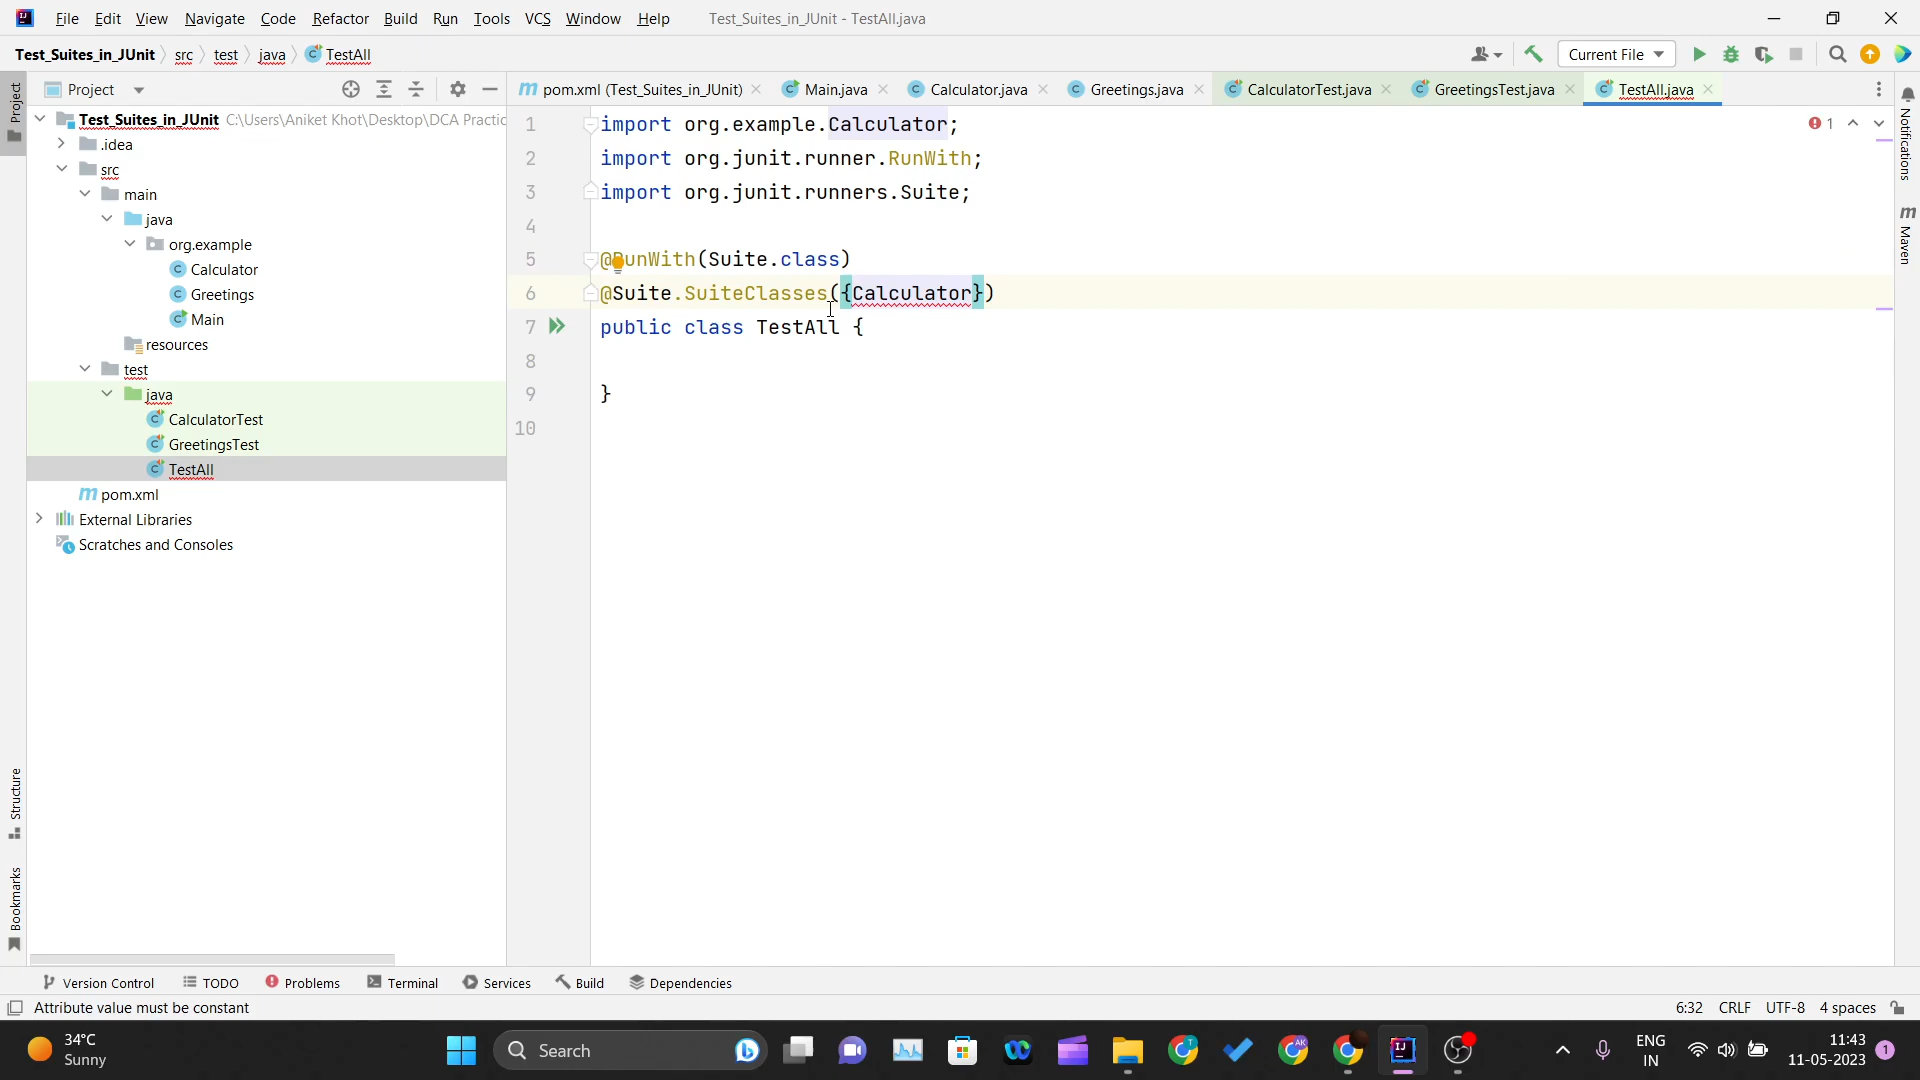 File Edit View Navigate Code Refactor Build Run Tools VCS Window Help Test_Suites_in_JUnit - TestAll.java
Test_Suites_in_JUnit src test java TestAll Current File
Project
Project
Test_Suites_in_JUnit C:\Users\Aniket Khot\Desktop\DCA Practic
.idea
src
main
java
org.example
Calculator
Greetings
Main
resources
test
java
CalculatorTest
GreetingsTest
TestAll
pom.xml
External Libraries
Scratches and Consoles
pom.xml (Test_Suites_in_JUnit) Main.java Calculator.java Greetings.java CalculatorTest.java GreetingsTest.java TestAll.java
1 import org.example.Calculator;
2 import org.junit.runner.RunWith;
3 import org.junit.runners.Suite;
4
5 @RunWith(Suite.class)
6 @Suite.SuiteClasses({Calculator})
7 public class TestAll {
8
9 }
10
1
Notifications
Maven
Structure
Bookmarks
Version Control TODO Problems Terminal Services Build Dependencies
Attribute value must be constant 6:32 CRLF UTF-8 4 spaces
34°C
Sunny
Search
ENG
IN
11:43
11-05-2023
1